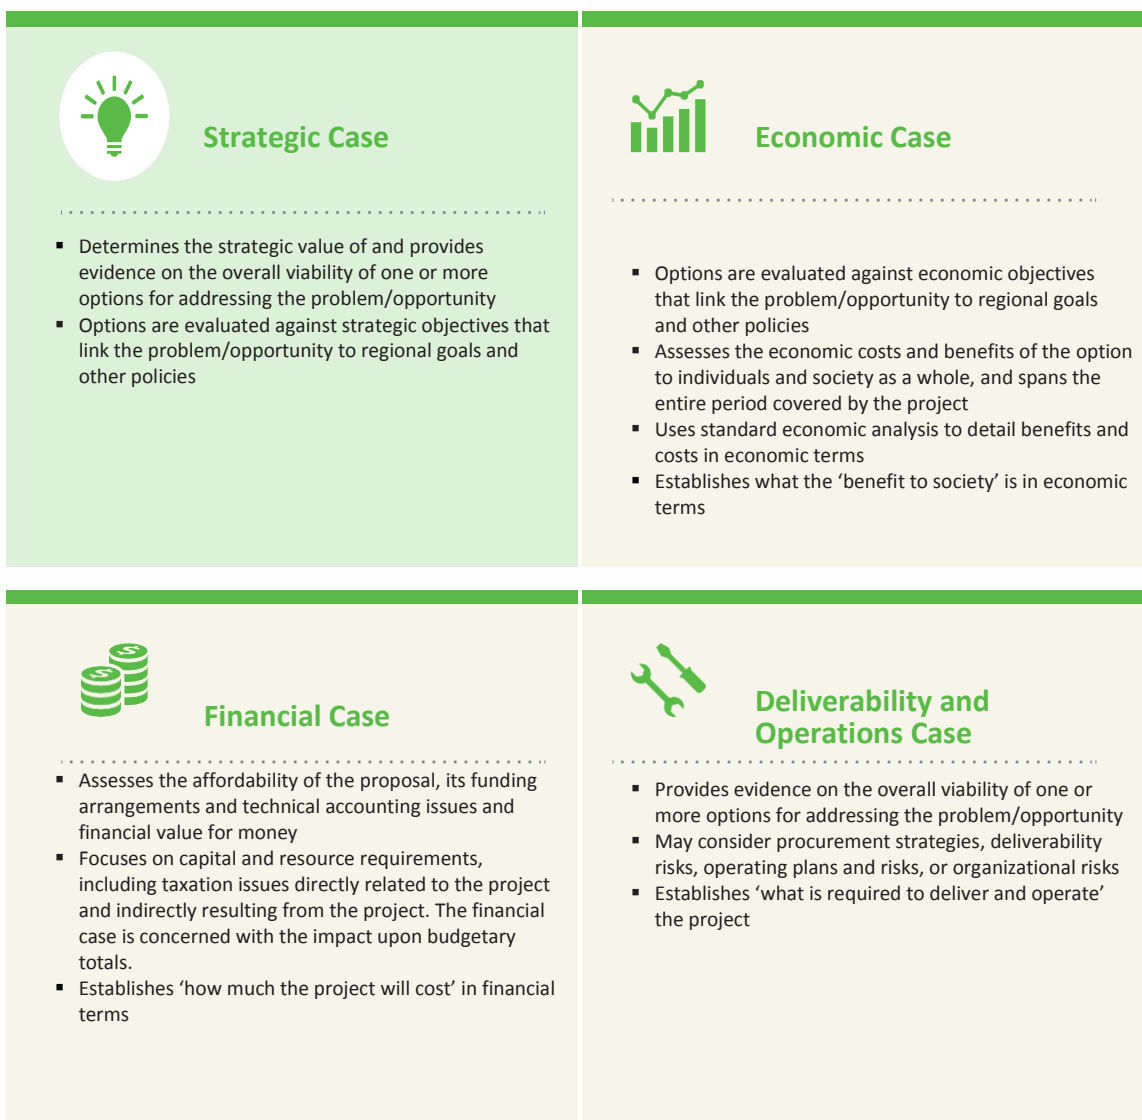 Strategic Case
▪ Determines the strategic value of and provides
evidence on the overall viability of one or more
options for addressing the problem/opportunity
▪ Options are evaluated against strategic objectives that
link the problem/opportunity to regional goals and
other policies
Economic Case
▪ Options are evaluated against economic objectives
that link the problem/opportunity to regional goals
and other policies
▪ Assesses the economic costs and benefits of the option
to individuals and society as a whole, and spans the
entire period covered by the project
▪ Uses standard economic analysis to detail benefits and
costs in economic terms
▪ Establishes what the ‘benefit to society’ is in economic
terms
Financial Case
▪ Assesses the affordability of the proposal, its funding
arrangements and technical accounting issues and
financial value for money
▪ Focuses on capital and resource requirements,
including taxation issues directly related to the project
and indirectly resulting from the project. The financial
case is concerned with the impact upon budgetary
totals.
▪ Establishes ‘how much the project will cost’ in financial
terms
Deliverability and
Operations Case
▪ Provides evidence on the overall viability of one or
more options for addressing the problem/opportunity
▪ May consider procurement strategies, deliverability
risks, operating plans and risks, or organizational risks
▪ Establishes ‘what is required to deliver and operate’
the project